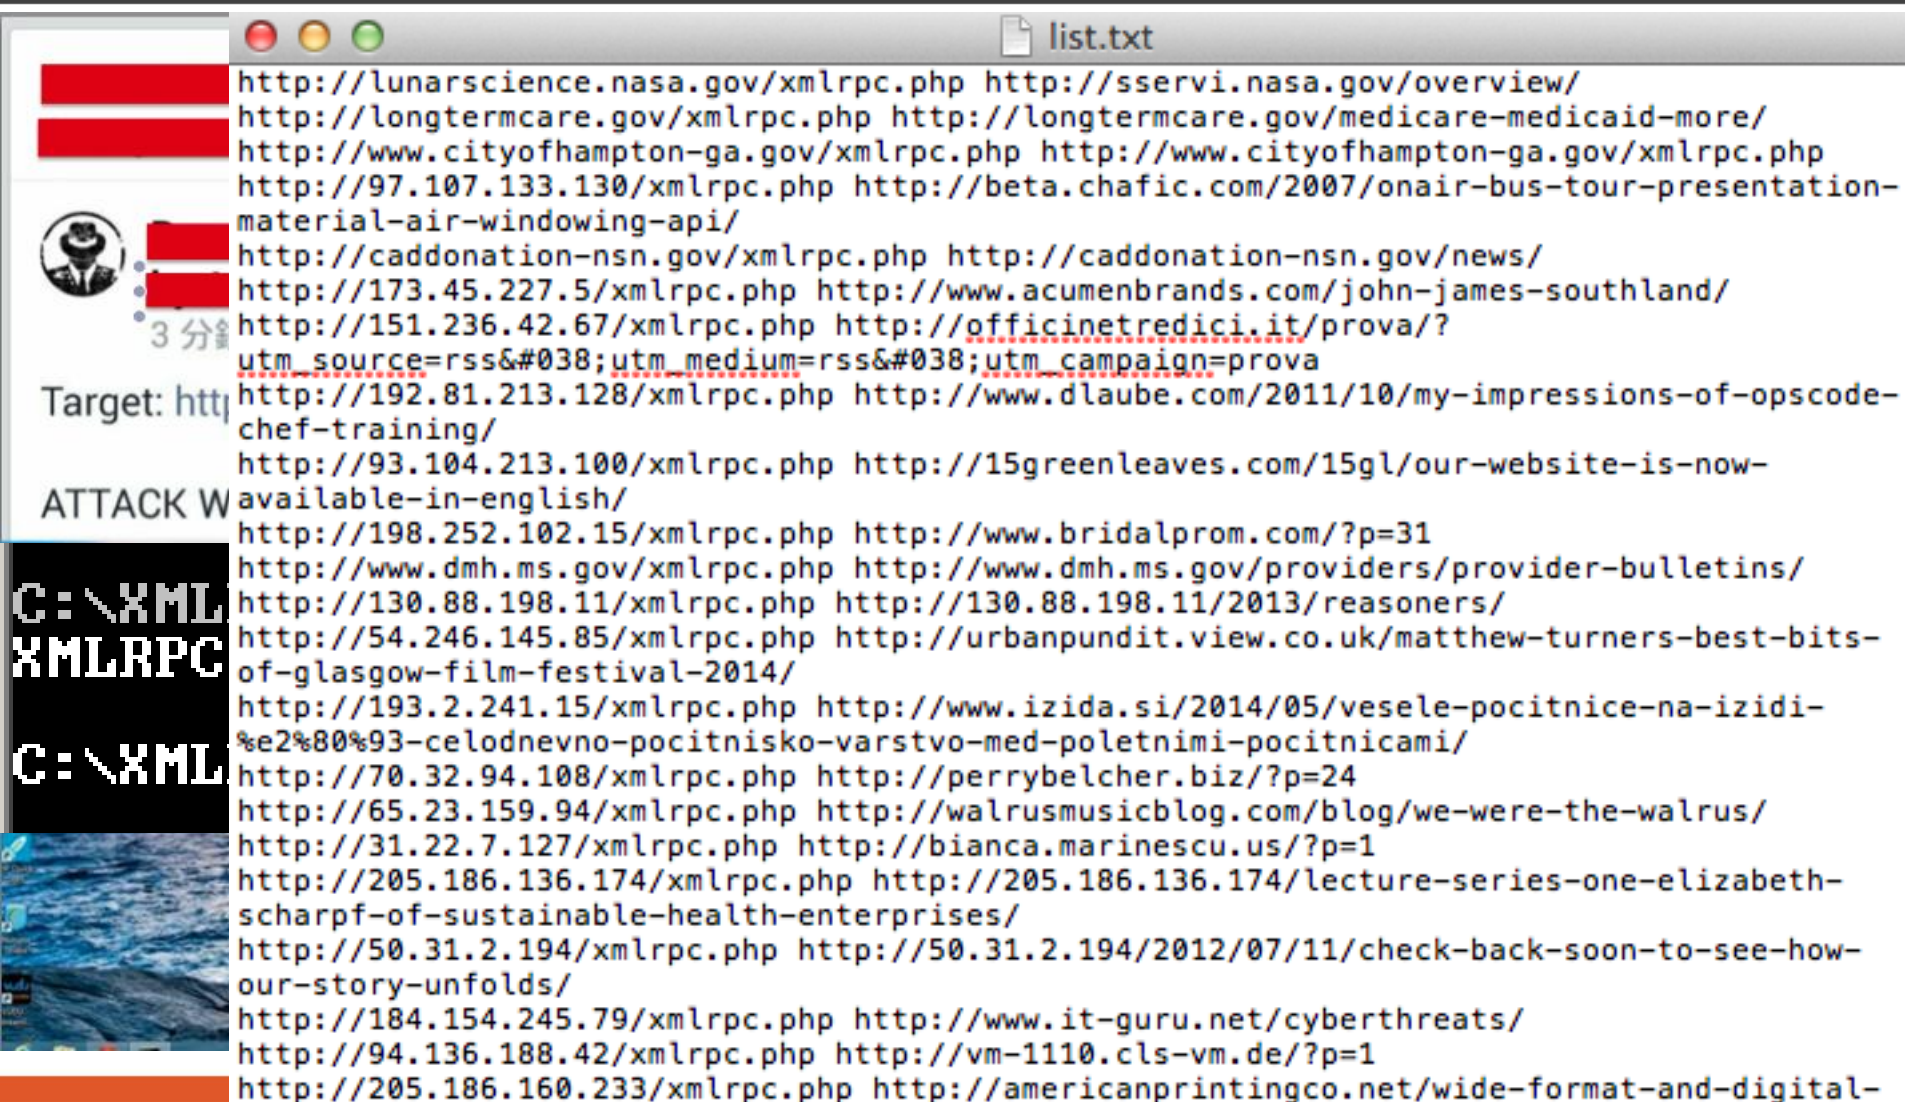 list.txt
http://lunarscience.nasa.gov/xmlrpc.php http://sservi.nasa.gov/overview/
http://longtermcare.gov/xmlrpc.php http://longtermcare.gov/medicare-medicaid-more/
http://www.cityofhampton-ga.gov/xmlrpc.php http://www.cityofhampton-ga.gov/xmlrpc.php
http://97.107.133.130/xmlrpc.php http://beta.chafic.com/2007/onair-bus-tour-presentation-
material-air-windowing-api/
http://caddonation-nsn.gov/xmlrpc.php http://caddonation-nsn.gov/news/
http://173.45.227.5/xmlrpc.php http://www.acumenbrands.com/john-james-southland/
http://151.236.42.67/xmlrpc.php http://officinetredici.it/prova/?
utm_source=rss&#038;utm_medium=rss&#038;utm_campaign=prova
http://192.81.213.128/xmlrpc.php http://www.dlaube.com/2011/10/my-impressions-of-opscode-
chef-training/
http://93.104.213.100/xmlrpc.php http://15greenleaves.com/15gl/our-website-is-now-
available-in-english/
http://198.252.102.15/xmlrpc.php http://www.bridalprom.com/?p=31
http://www.dmh.ms.gov/xmlrpc.php http://www.dmh.ms.gov/providers/provider-bulletins/
http://130.88.198.11/xmlrpc.php http://130.88.198.11/2013/reasoners/
http://54.246.145.85/xmlrpc.php http://urbanpundit.view.co.uk/matthew-turners-best-bits-
of-glasgow-film-festival-2014/
http://193.2.241.15/xmlrpc.php http://www.izida.si/2014/05/vesele-pocitnice-na-izidi-
%e2%80%93-celodnevno-pocitnisko-varstvo-med-poletnimi-pocitnicami/
http://70.32.94.108/xmlrpc.php http://perrybelcher.biz/?p=24
http://65.23.159.94/xmlrpc.php http://walrusmusicblog.com/blog/we-were-the-walrus/
http://31.22.7.127/xmlrpc.php http://bianca.marinescu.us/?p=1
http://205.186.136.174/xmlrpc.php http://205.186.136.174/lecture-series-one-elizabeth-
scharpf-of-sustainable-health-enterprises/
http://50.31.2.194/xmlrpc.php http://50.31.2.194/2012/07/11/check-back-soon-to-see-how-
our-story-unfolds/
http://184.154.245.79/xmlrpc.php http://www.it-guru.net/cyberthreats/
http://94.136.188.42/xmlrpc.php http://vm-1110.cls-vm.de/?p=1
http://205.186.160.233/xmlrpc.php http://americanprintingco.net/wide-format-and-digital-
3 分
Target: http
ATTACK W
C:\XML
XMLRPC
C:\XML